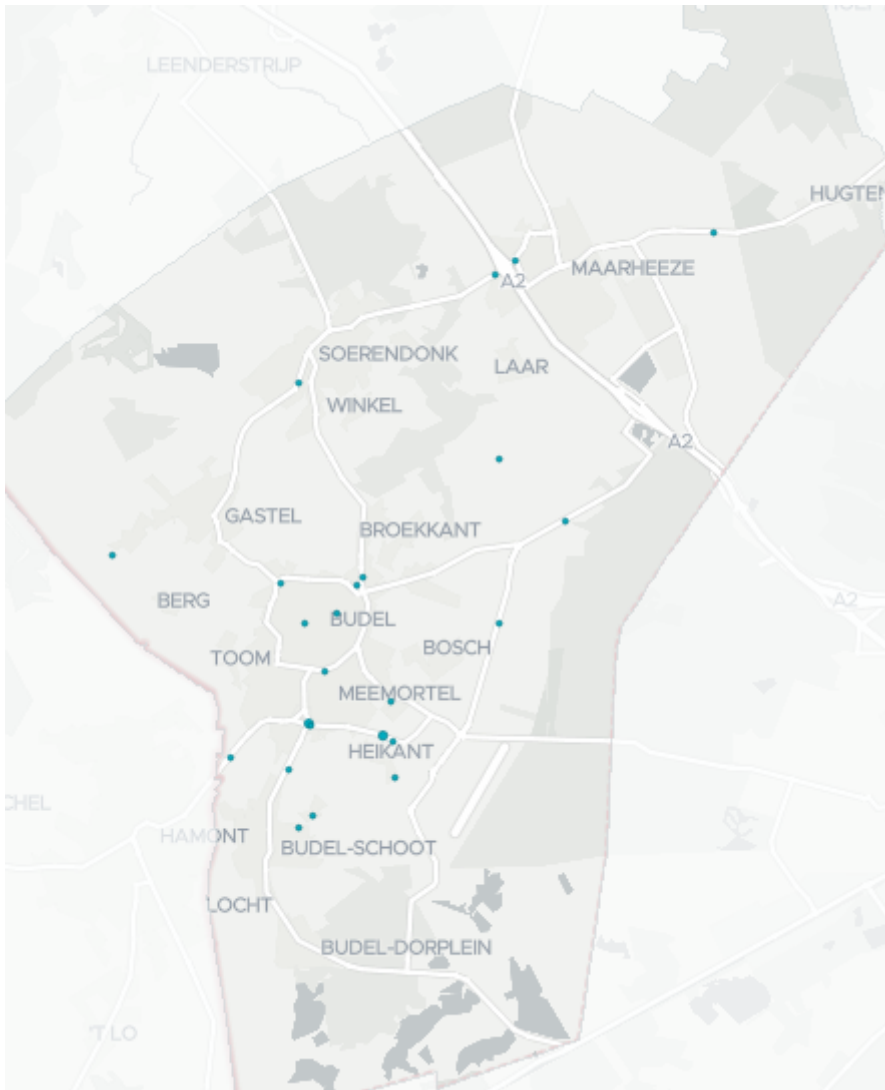 LEENDERSTRIJP
HUGTEN
MAARHEEZE
A2
SOERENDONK
LAAR
WINKEL
A2
GASTEL
BROEKKANT
BERG
A2
BUDEL
BOSCH
TOOM
MEEMORTEL
HEIKANT
HAMONT
BUDEL-SCHOOT
LOCHT
BUDEL-DORPLEIN
'T LO